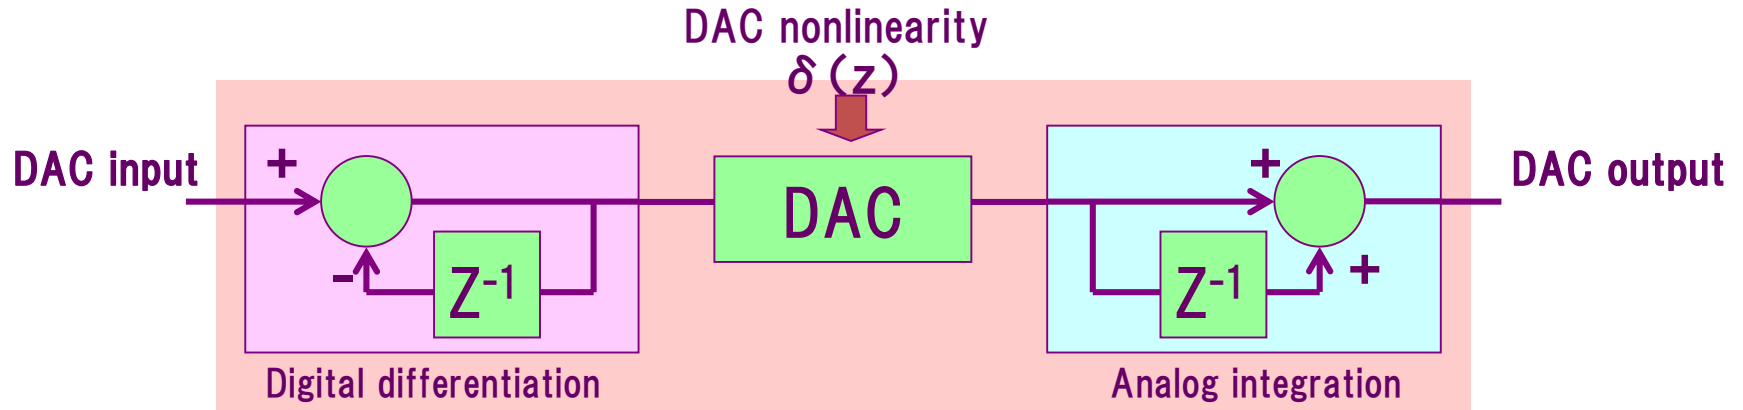 DAC nonlinearity
δ(z)
DAC input
+
DAC
+
DAC output
-
Z-1
Z-1
+
Digital differentiation
Analog integration